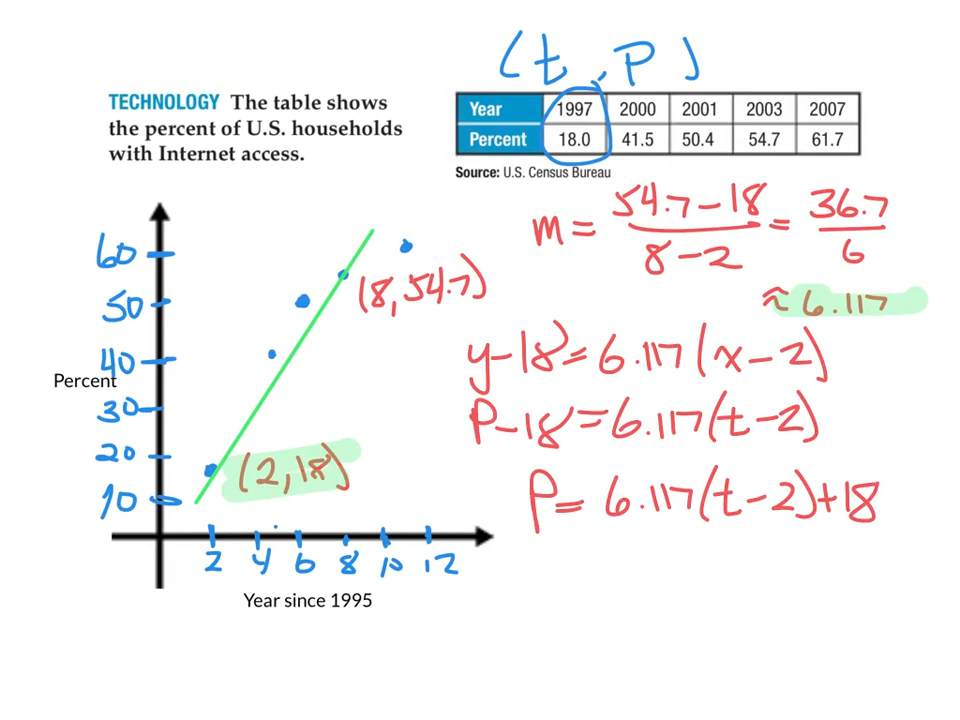 (t, P)
TECHNOLOGY The table shows
the percent of U.S. households
with Internet access.
Year 1997 2000 2001 2003 2007
Percent 18.0 41.5 50.4 54.7 61.7
Source: U.S. Census Bureau
m = 54.7-18 / 8-2 = 36.7 / 6
≈ 6.117
y-18=6.117(x-2)
P-18=6.117(t-2)
P= 6.117(t-2)+18
60
50
40
Percent
30
20
10
(8,54.7)
(2,18)
2 4 6 8 10 12
Year since 1995